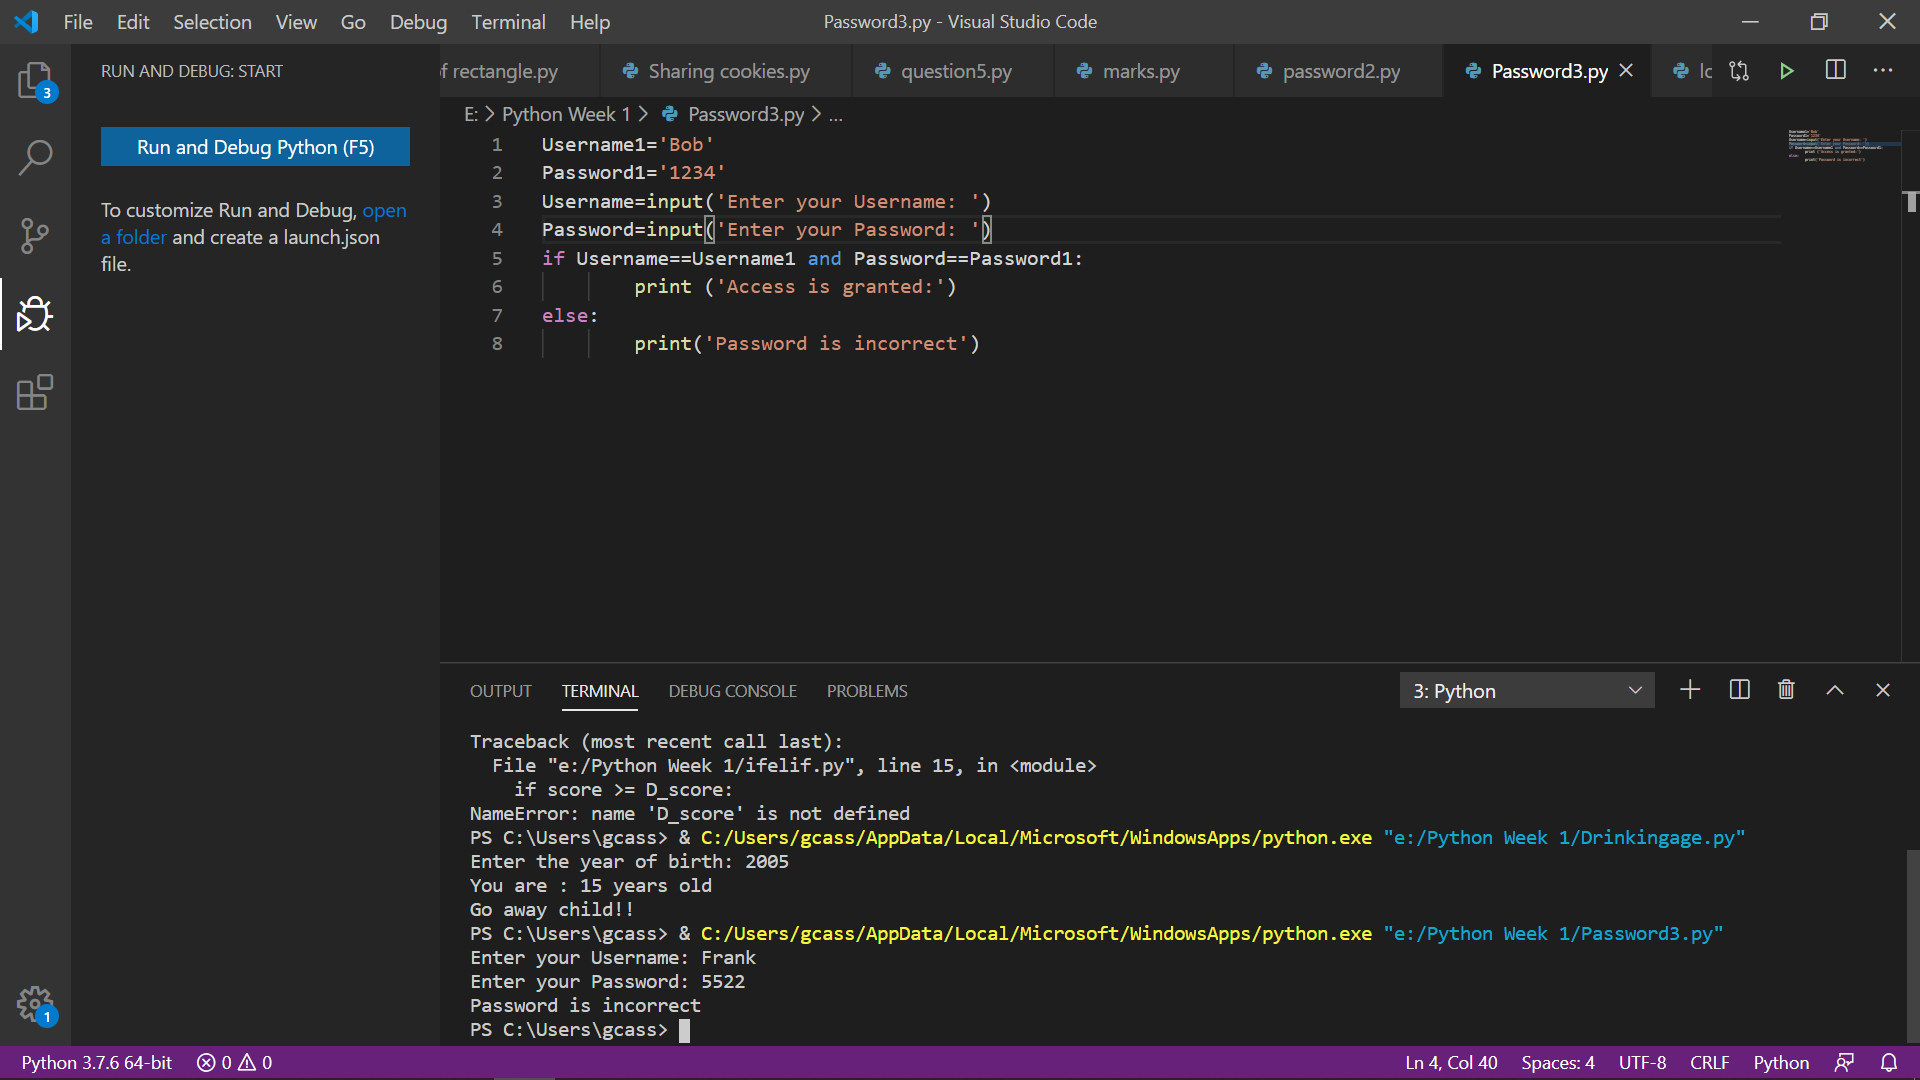 File Edit Selection View Go Debug Terminal Help
Password3.py - Visual Studio Code
RUN AND DEBUG: START
f rectangle.py
Sharing cookies.py
question5.py
marks.py
password2.py
Password3.py
3
E: > Python Week 1 > Password3.py > ...
Run and Debug Python (F5)
To customize Run and Debug, open
a folder and create a launch.json
file.
1 Username1='Bob'
2 Password1='1234'
3 Username=input('Enter your Username: ')
4 Password=input('Enter your Password: ')
5 if Username==Username1 and Password==Password1:
6 print ('Access is granted:')
7 else:
8 print('Password is incorrect')
OUTPUT TERMINAL DEBUG CONSOLE PROBLEMS
3: Python
Traceback (most recent call last):
File "e:/Python Week 1/ifelif.py", line 15, in <module>
if score >= D_score:
NameError: name 'D_score' is not defined
PS C:\Users\gcass> & C:/Users/gcass/AppData/Local/Microsoft/WindowsApps/python.exe "e:/Python Week 1/Drinkingage.py"
Enter the year of birth: 2005
You are : 15 years old
Go away child!!
PS C:\Users\gcass> & C:/Users/gcass/AppData/Local/Microsoft/WindowsApps/python.exe "e:/Python Week 1/Password3.py"
Enter your Username: Frank
Enter your Password: 5522
Password is incorrect
PS C:\Users\gcass>
1
Python 3.7.6 64-bit 0 0
Ln 4, Col 40 Spaces: 4 UTF-8 CRLF Python